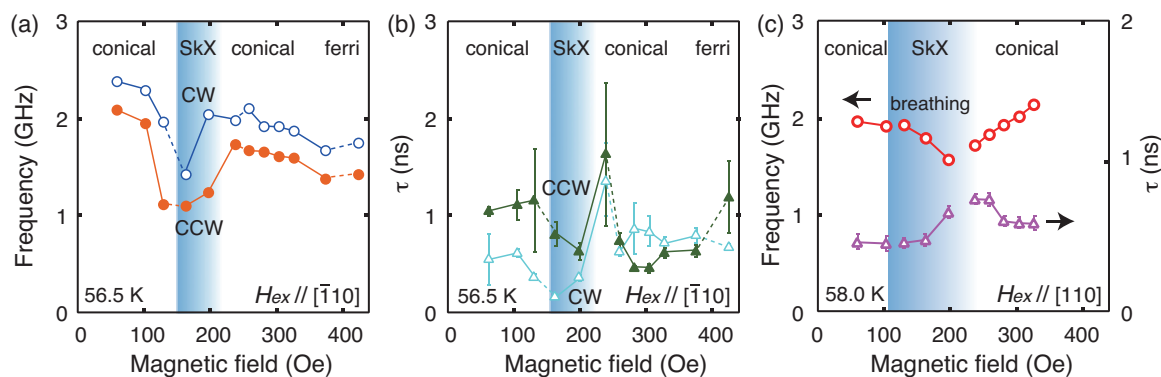 (a)
3
2
1
0
Frequency (GHz)
conical SkX conical ferri
CW
CCW
56.5 K
Hex // [1̄10]
0 100 200 300 400
Magnetic field (Oe)
(b)
3
2
1
0
τ (ns)
conical SkX conical ferri
CCW
CW
56.5 K
Hex // [1̄10]
0 100 200 300 400
Magnetic field (Oe)
(c)
3
2
1
0
Frequency (GHz)
conical SkX conical
breathing
58.0 K
Hex // [110]
2
1
0
τ (ns)
0 100 200 300 400
Magnetic field (Oe)